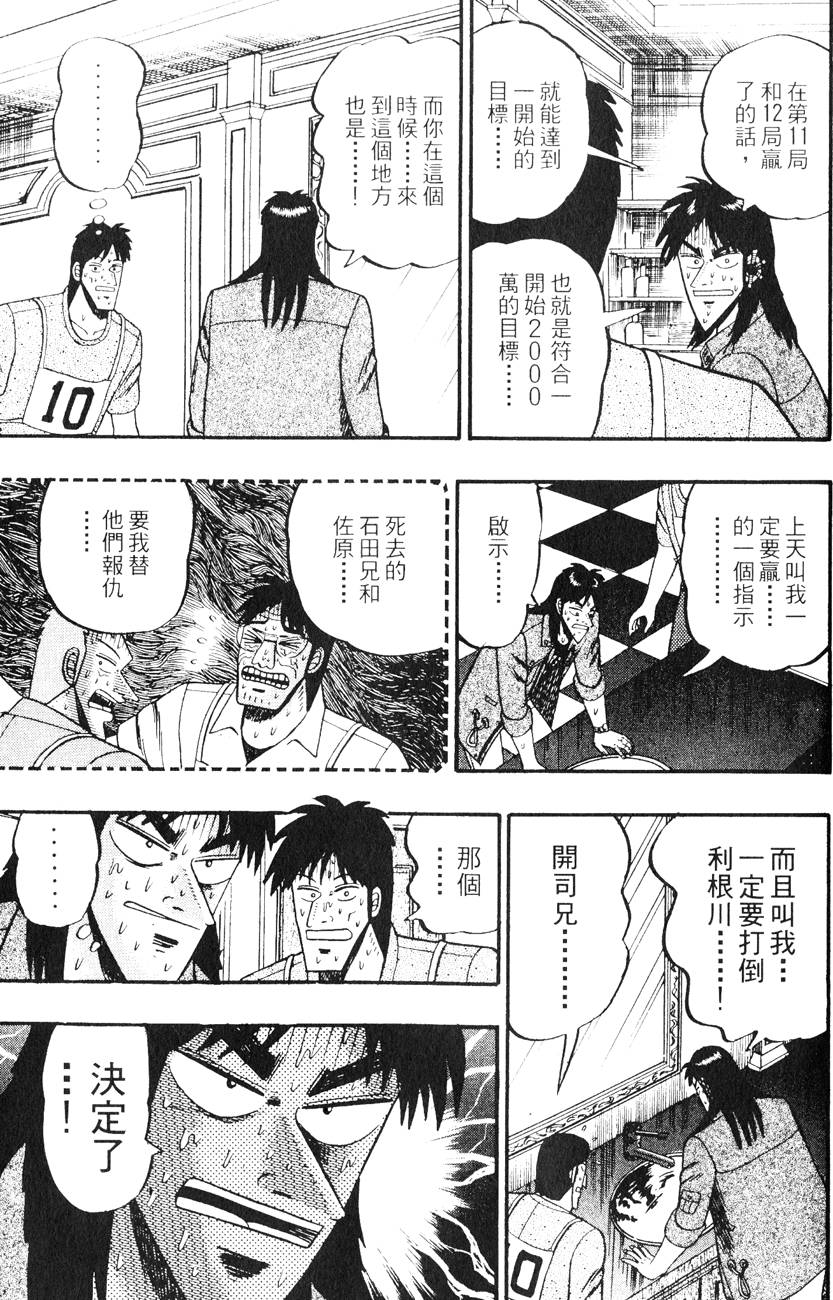 在第11局
和12局贏
了的話，
就能達到
一開始的
目標……
也就是符合一
開始2000
萬的目標……
而你在這個
時候……來
到這個地方
也是……！
………
10
上天叫我一
定要贏……
的一個指示
………
啟示……
死去的
石田兄和
佐原……
要我替
他們報仇
……
而且叫我…
一定要打倒
利根川……！
開司兄……
10
那個
……
………
決定了
……！